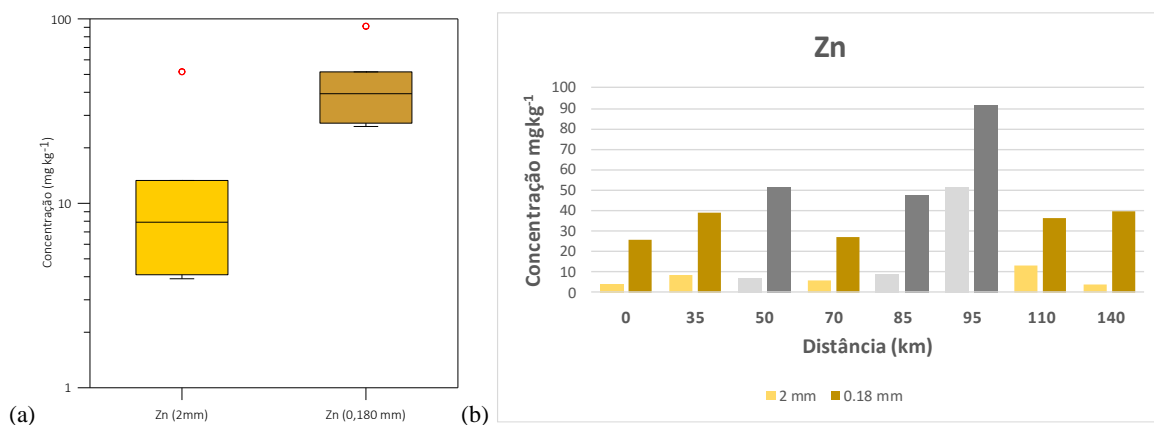 100
10
1
Concentração (mg kg-1)
Zn (2mm)
Zn (0,180 mm)
(a)
Zn
100
90
80
70
60
50
40
30
20
10
0
Concentração mgkg-1
0 35 50 70 85 95 110 140
Distância (km)
2 mm 0.18 mm
(b)